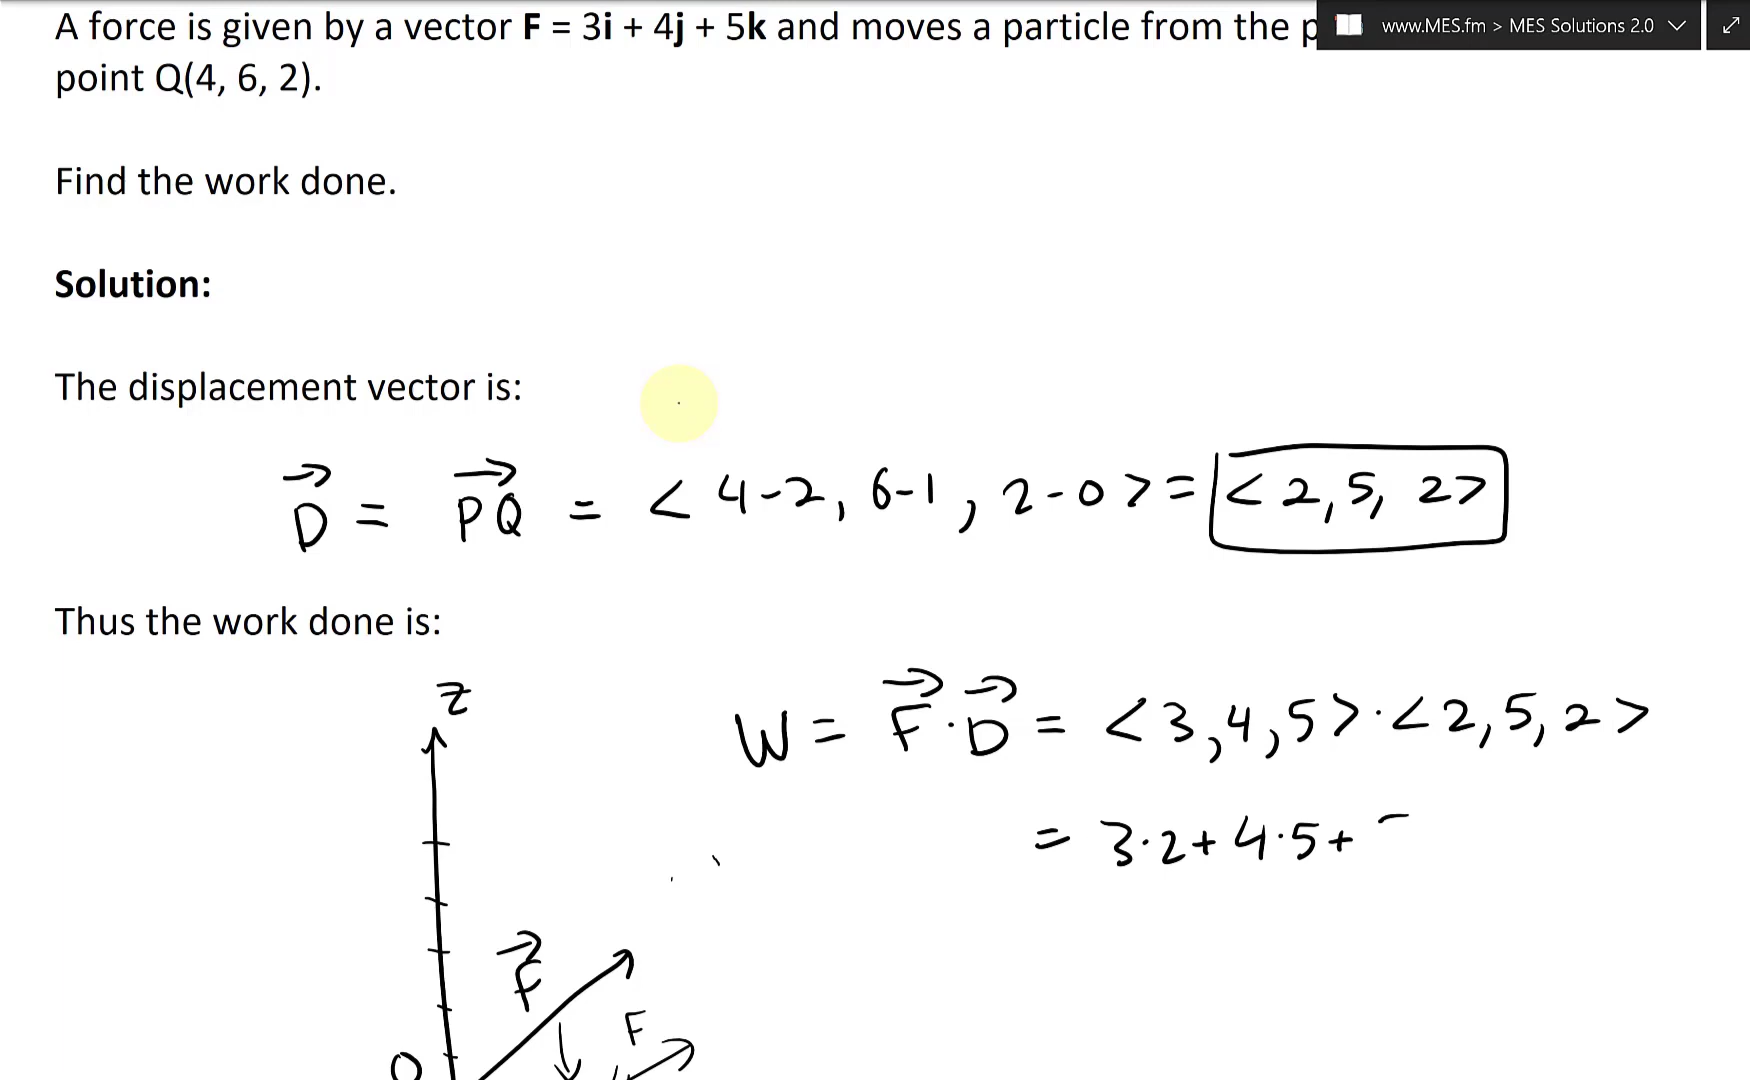 A force is given by a vector F = 3i + 4j + 5k and moves a particle from the p
www.MES.fm > MES Solutions 2.0
point Q(4, 6, 2).
Find the work done.
Solution:
The displacement vector is:
D⃗ = PQ⃗ = < 4-2, 6-1, 2-0 > = < 2, 5, 2 >
Thus the work done is:
z
W = F⃗ · D⃗ = < 3, 4, 5 > · < 2, 5, 2 >
= 3·2 + 4·5 +
F⃗
F
0